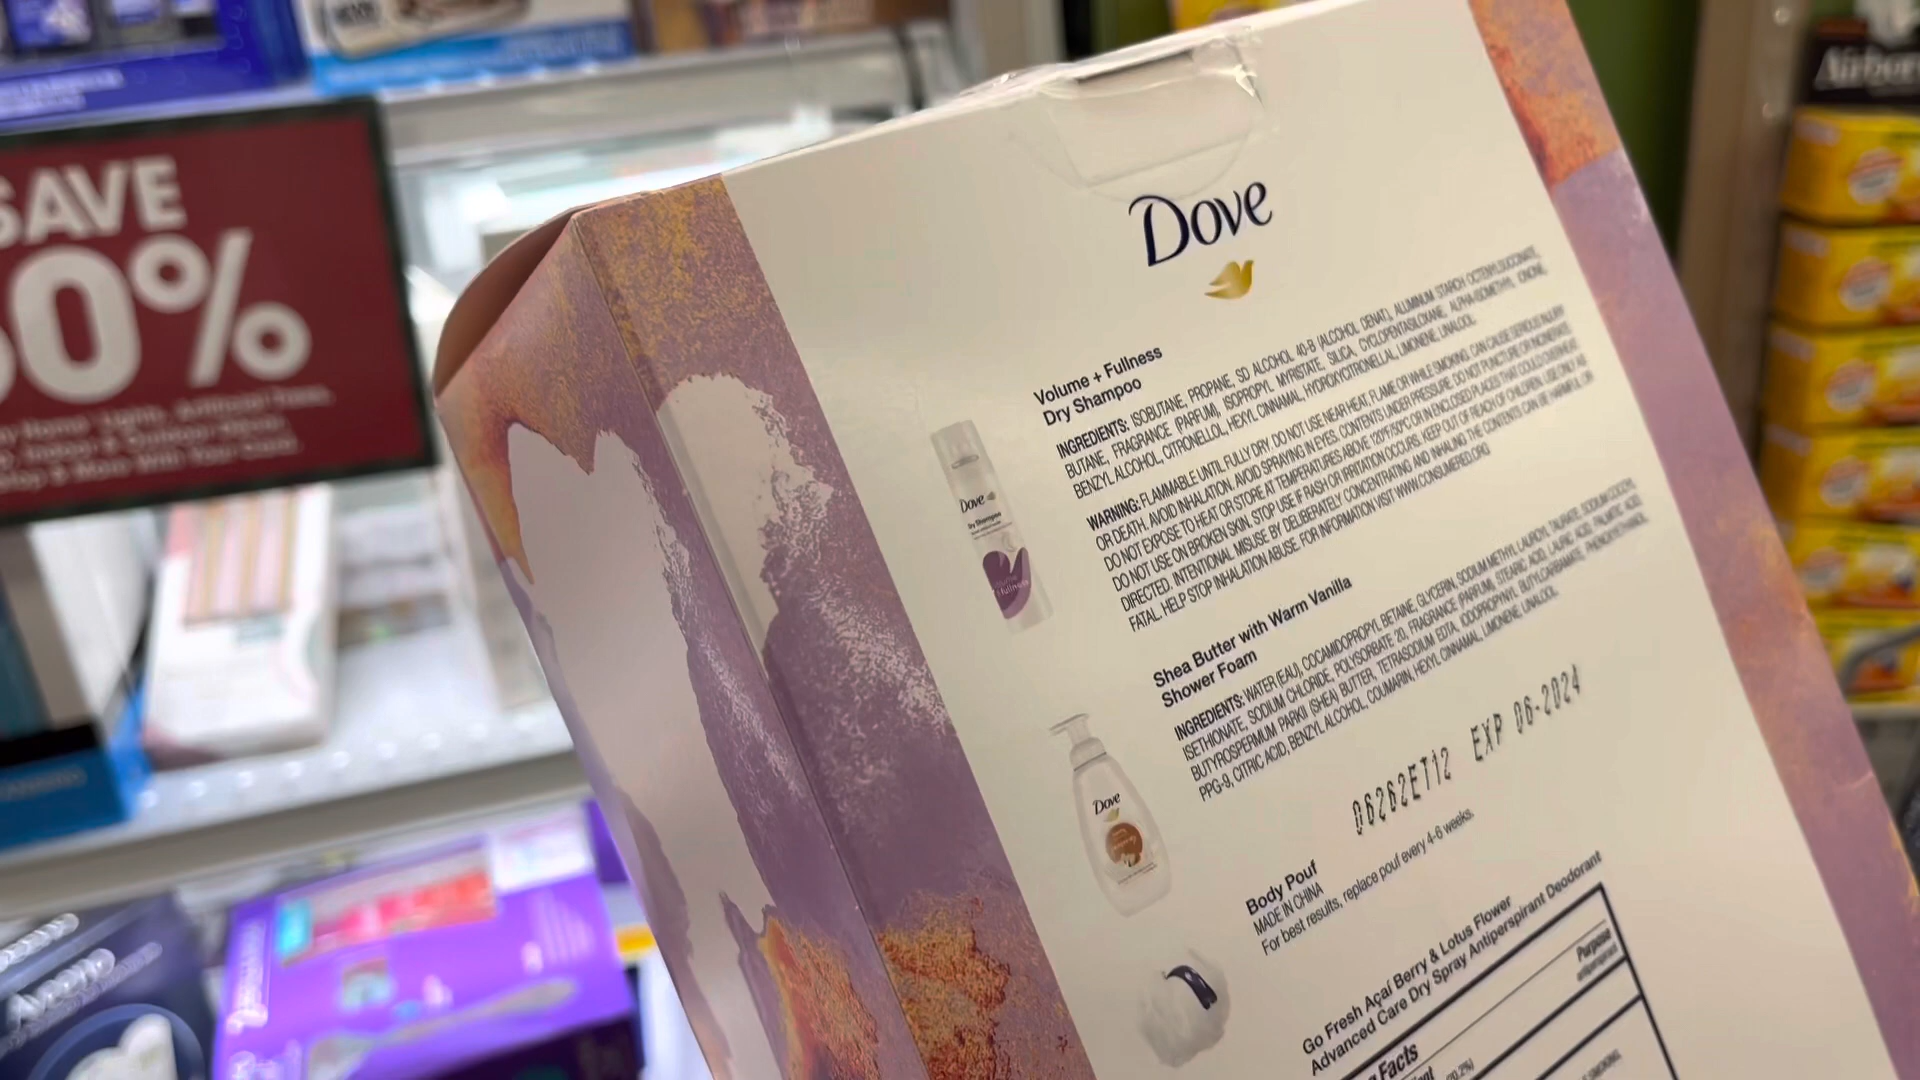 SAVE
0%
Airbor
Dove
Volume + Fullness
Dry Shampoo
INGREDIENTS: ISOBUTANE, PROPANE, SD ALCOHOL 40-B (ALCOHOL DENAT), ALUMINUM STARCH OCTENYLSUCCINATE,
BUTANE, FRAGRANCE (PARFUM), ISOPROPYL MYRISTATE, SILICA, CYCLOPENTASILOXANE, ALPHA-ISOMETHYL IONONE,
BENZYL ALCOHOL, CITRONELLOL, HEXYL CINNAMAL, HYDROXYCITRONELLAL, LIMONENE, LINALOOL
WARNING: FLAMMABLE UNTIL FULLY DRY. DO NOT USE NEAR HEAT, FLAME OR WHILE SMOKING. CAN CAUSE SERIOUS INJURY
OR DEATH. AVOID INHALATION. AVOID SPRAYING IN EYES. CONTENTS UNDER PRESSURE. DO NOT PUNCTURE OR INCINERATE.
DO NOT EXPOSE TO HEAT OR STORE AT TEMPERATURES ABOVE 120°F/50°C OR IN ENCLOSED PLACES THAT COULD OVERHEAT.
DO NOT USE ON BROKEN SKIN. STOP USE IF RASH OR IRRITATION OCCURS. KEEP OUT OF REACH OF CHILDREN. USE ONLY AS
DIRECTED. INTENTIONAL MISUSE BY DELIBERATELY CONCENTRATING AND INHALING THE CONTENTS CAN BE HARMFUL OR
FATAL. HELP STOP INHALATION ABUSE. FOR INFORMATION VISIT WWW.CONSUMERED.ORG
Dove
Dry Shampoo
Shea Butter with Warm Vanilla
Shower Foam
INGREDIENTS: WATER (EAU), COCAMIDOPROPYL BETAINE, GLYCERIN, SODIUM METHYL LAUROYL TAURATE, SODIUM COCOYL
ISETHIONATE, SODIUM CHLORIDE, POLYSORBATE 20, FRAGRANCE (PARFUM), STEARIC ACID, LAURIC ACID, PALMITIC ACID,
BUTYROSPERMUM PARKII (SHEA) BUTTER, TETRASODIUM EDTA, IODOPROPYNYL BUTYLCARBAMATE, PHENOXYETHANOL,
PPG-9, CITRIC ACID, BENZYL ALCOHOL, COUMARIN, HEXYL CINNAMAL, LIMONENE, LINALOOL
Dove
06262ET12 EXP 06-2024
Body Pouf
MADE IN CHINA
For best results, replace pouf every 4-6 weeks.
Go Fresh Açaí Berry & Lotus Flower
Advanced Care Dry Spray Antiperspirant Deodorant
Facts
Purpose